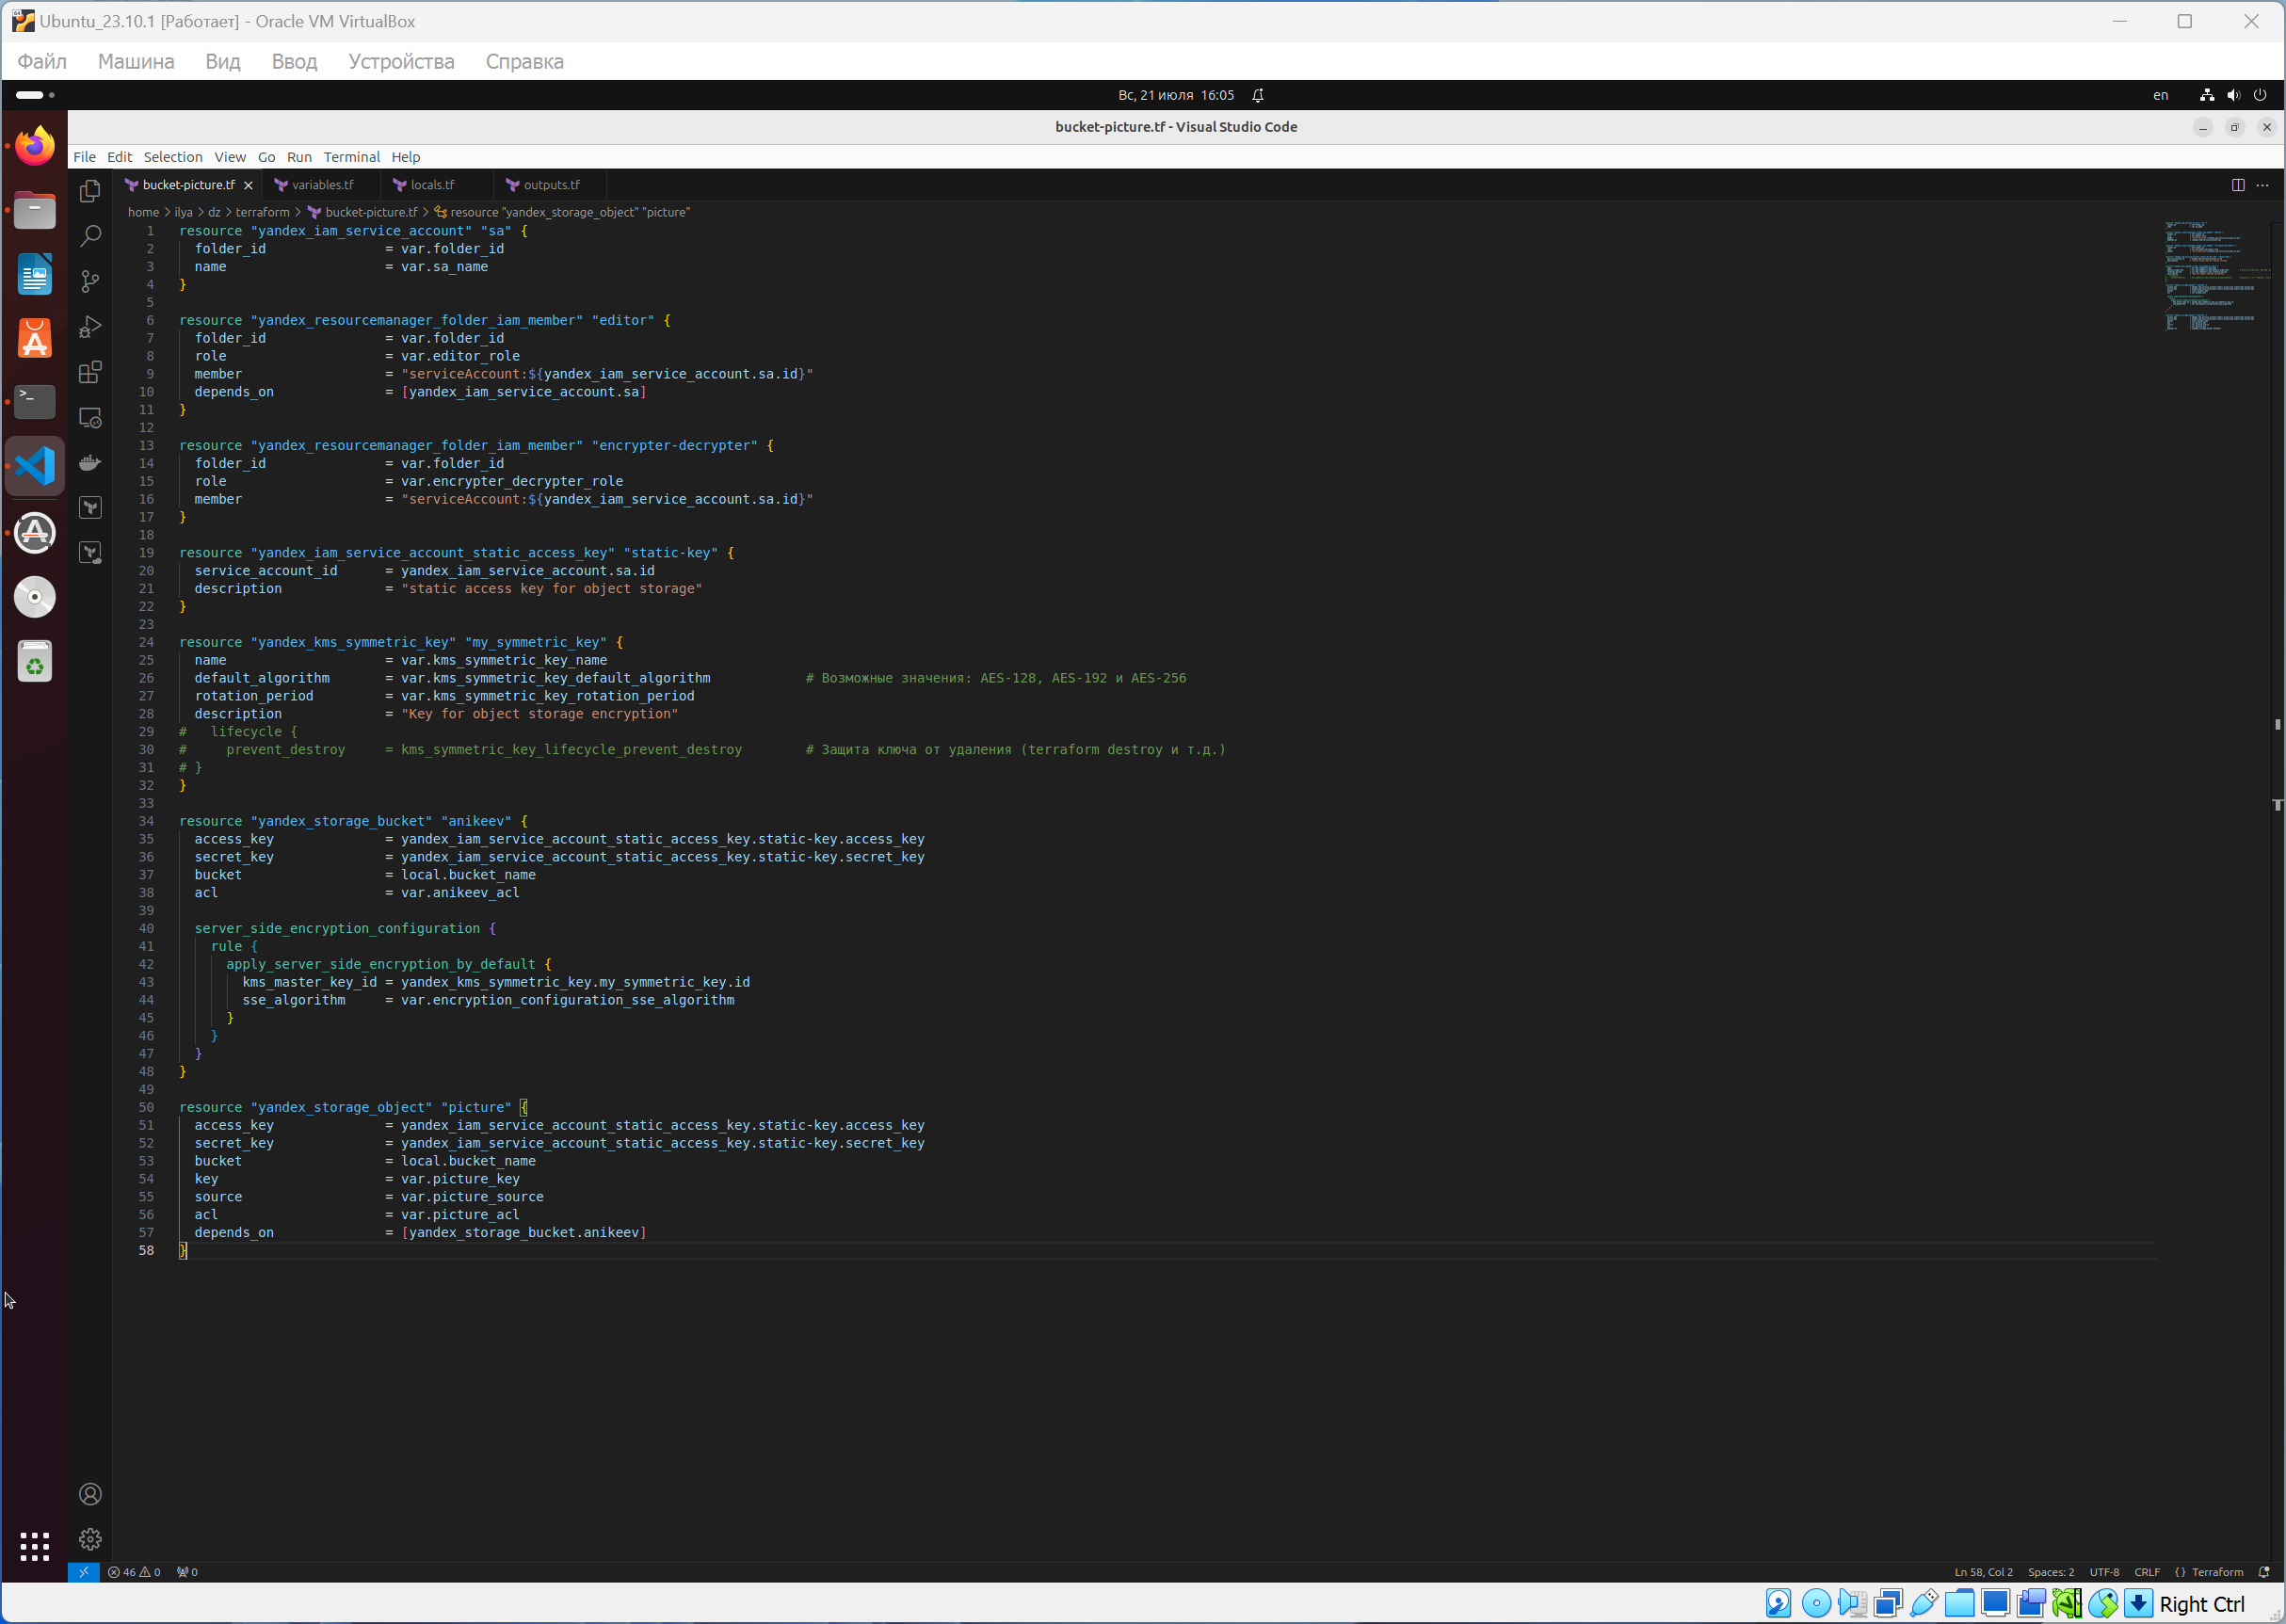 Ubuntu_23.10.1 [Работает] - Oracle VM VirtualBox
Файл Машина Вид Ввод Устройства Справка
Вс, 21 июля 16:05
en
bucket-picture.tf - Visual Studio Code
File Edit Selection View Go Run Terminal Help
bucket-picture.tf variables.tf locals.tf outputs.tf
home > ilya > dz > terraform > bucket-picture.tf > resource "yandex_storage_object" "picture"
1 resource "yandex_iam_service_account" "sa" {
2 folder_id = var.folder_id
3 name = var.sa_name
4 }
5
6 resource "yandex_resourcemanager_folder_iam_member" "editor" {
7 folder_id = var.folder_id
8 role = var.editor_role
9 member = "serviceAccount:${yandex_iam_service_account.sa.id}"
10 depends_on = [yandex_iam_service_account.sa]
11 }
12
13 resource "yandex_resourcemanager_folder_iam_member" "encrypter-decrypter" {
14 folder_id = var.folder_id
15 role = var.encrypter_decrypter_role
16 member = "serviceAccount:${yandex_iam_service_account.sa.id}"
17 }
18
19 resource "yandex_iam_service_account_static_access_key" "static-key" {
20 service_account_id = yandex_iam_service_account.sa.id
21 description = "static access key for object storage"
22 }
23
24 resource "yandex_kms_symmetric_key" "my_symmetric_key" {
25 name = var.kms_symmetric_key_name
26 default_algorithm = var.kms_symmetric_key_default_algorithm # Возможные значения: AES-128, AES-192 и AES-256
27 rotation_period = var.kms_symmetric_key_rotation_period
28 description = "Key for object storage encryption"
29 # lifecycle {
30 # prevent_destroy = kms_symmetric_key_lifecycle_prevent_destroy # Защита ключа от удаления (terraform destroy и т.д.)
31 # }
32 }
33
34 resource "yandex_storage_bucket" "anikeev" {
35 access_key = yandex_iam_service_account_static_access_key.static-key.access_key
36 secret_key = yandex_iam_service_account_static_access_key.static-key.secret_key
37 bucket = local.bucket_name
38 acl = var.anikeev_acl
39
40 server_side_encryption_configuration {
41 rule {
42 apply_server_side_encryption_by_default {
43 kms_master_key_id = yandex_kms_symmetric_key.my_symmetric_key.id
44 sse_algorithm = var.encryption_configuration_sse_algorithm
45 }
46 }
47 }
48 }
49
50 resource "yandex_storage_object" "picture" {
51 access_key = yandex_iam_service_account_static_access_key.static-key.access_key
52 secret_key = yandex_iam_service_account_static_access_key.static-key.secret_key
53 bucket = local.bucket_name
54 key = var.picture_key
55 source = var.picture_source
56 acl = var.picture_acl
57 depends_on = [yandex_storage_bucket.anikeev]
58 }
46 0 0
Ln 58, Col 2 Spaces: 2 UTF-8 CRLF {} Terraform
Right Ctrl